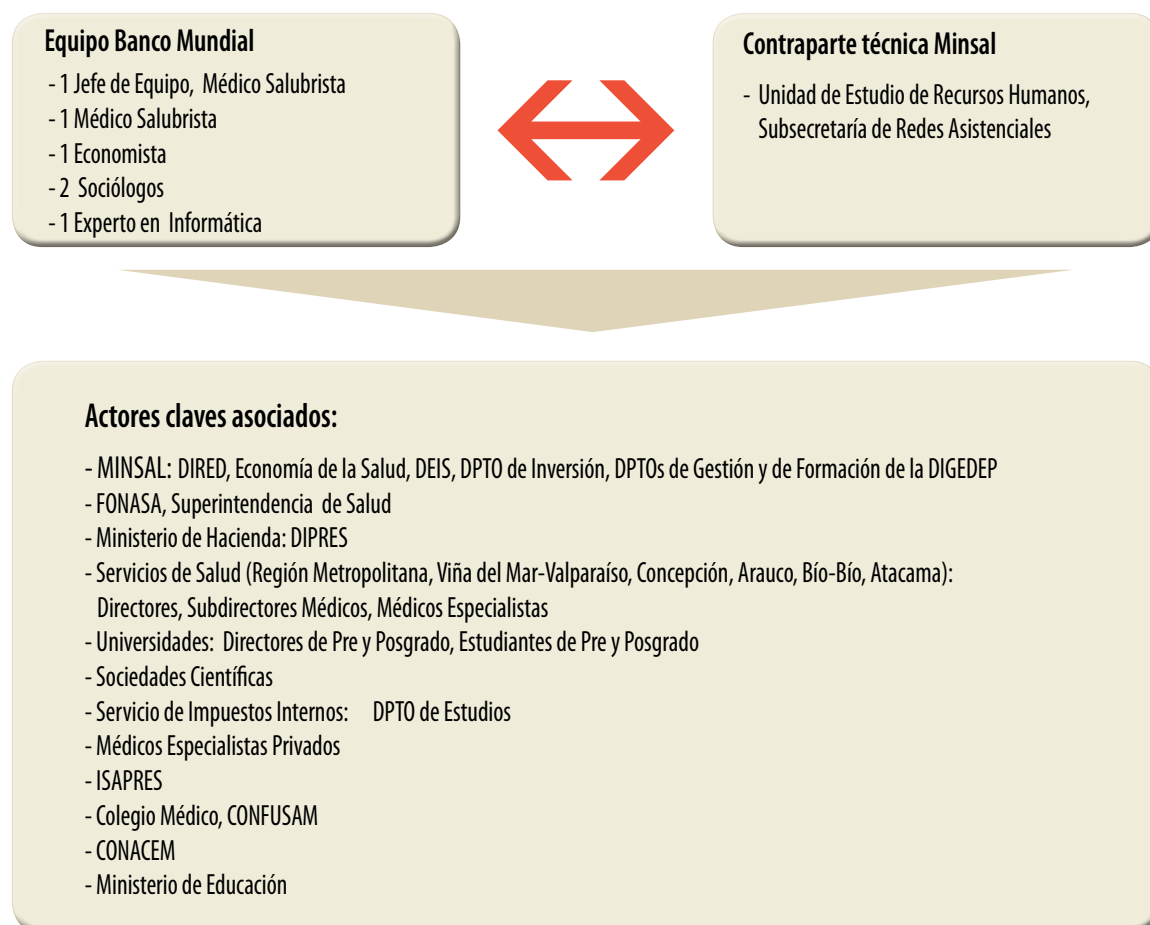 Equipo Banco Mundial
- 1 Jefe de Equipo, Médico Salubrista
- 1 Médico Salubrista
- 1 Economista
- 2 Sociólogos
- 1 Experto en Informática
Contraparte técnica Minsal
- Unidad de Estudio de Recursos Humanos,
Subsecretaría de Redes Asistenciales
Actores claves asociados:
- MINSAL: DIRED, Economía de la Salud, DEIS, DPTO de Inversión, DPTOs de Gestión y de Formación de la DIGEDEP
- FONASA, Superintendencia de Salud
- Ministerio de Hacienda: DIPRES
- Servicios de Salud (Región Metropolitana, Viña del Mar-Valparaíso, Concepción, Arauco, Bío-Bío, Atacama):
Directores, Subdirectores Médicos, Médicos Especialistas
- Universidades: Directores de Pre y Posgrado, Estudiantes de Pre y Posgrado
- Sociedades Científicas
- Servicio de Impuestos Internos: DPTO de Estudios
- Médicos Especialistas Privados
- ISAPRES
- Colegio Médico, CONFUSAM
- CONACEM
- Ministerio de Educación